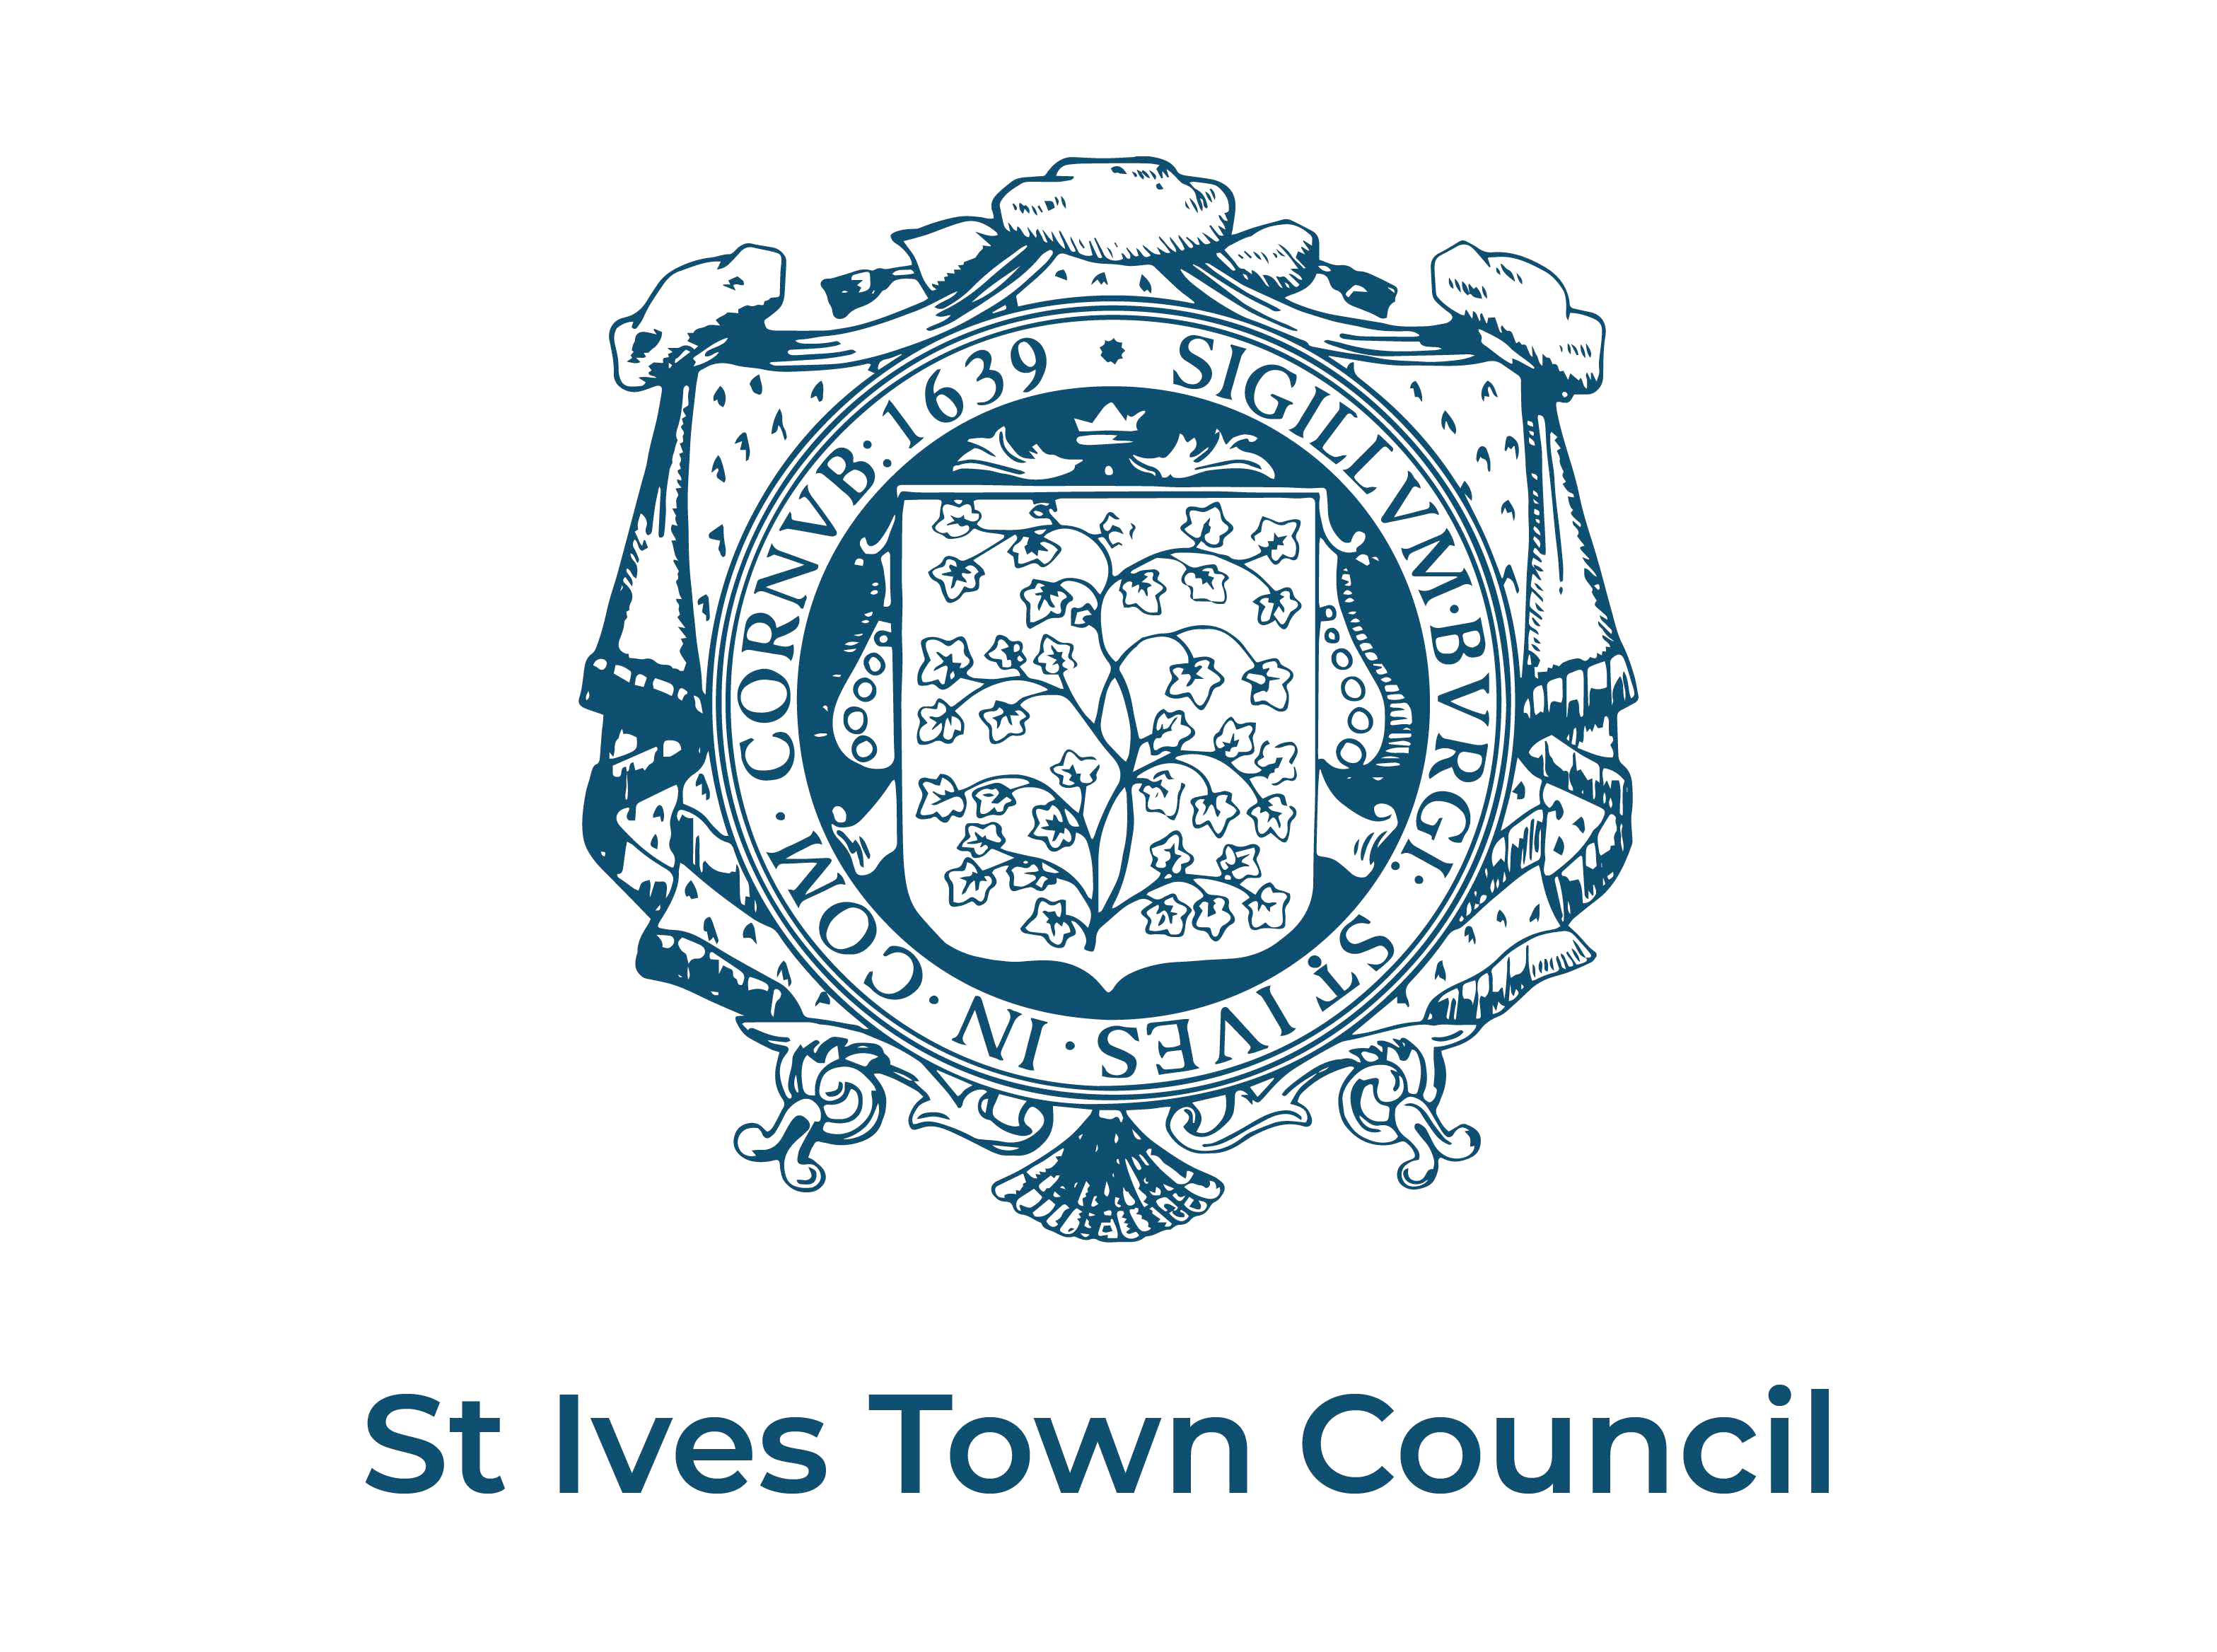 SIGILLVM · BVRGI : ST IVES · IN · COM · CORNVB : 1639
St Ives Town Council